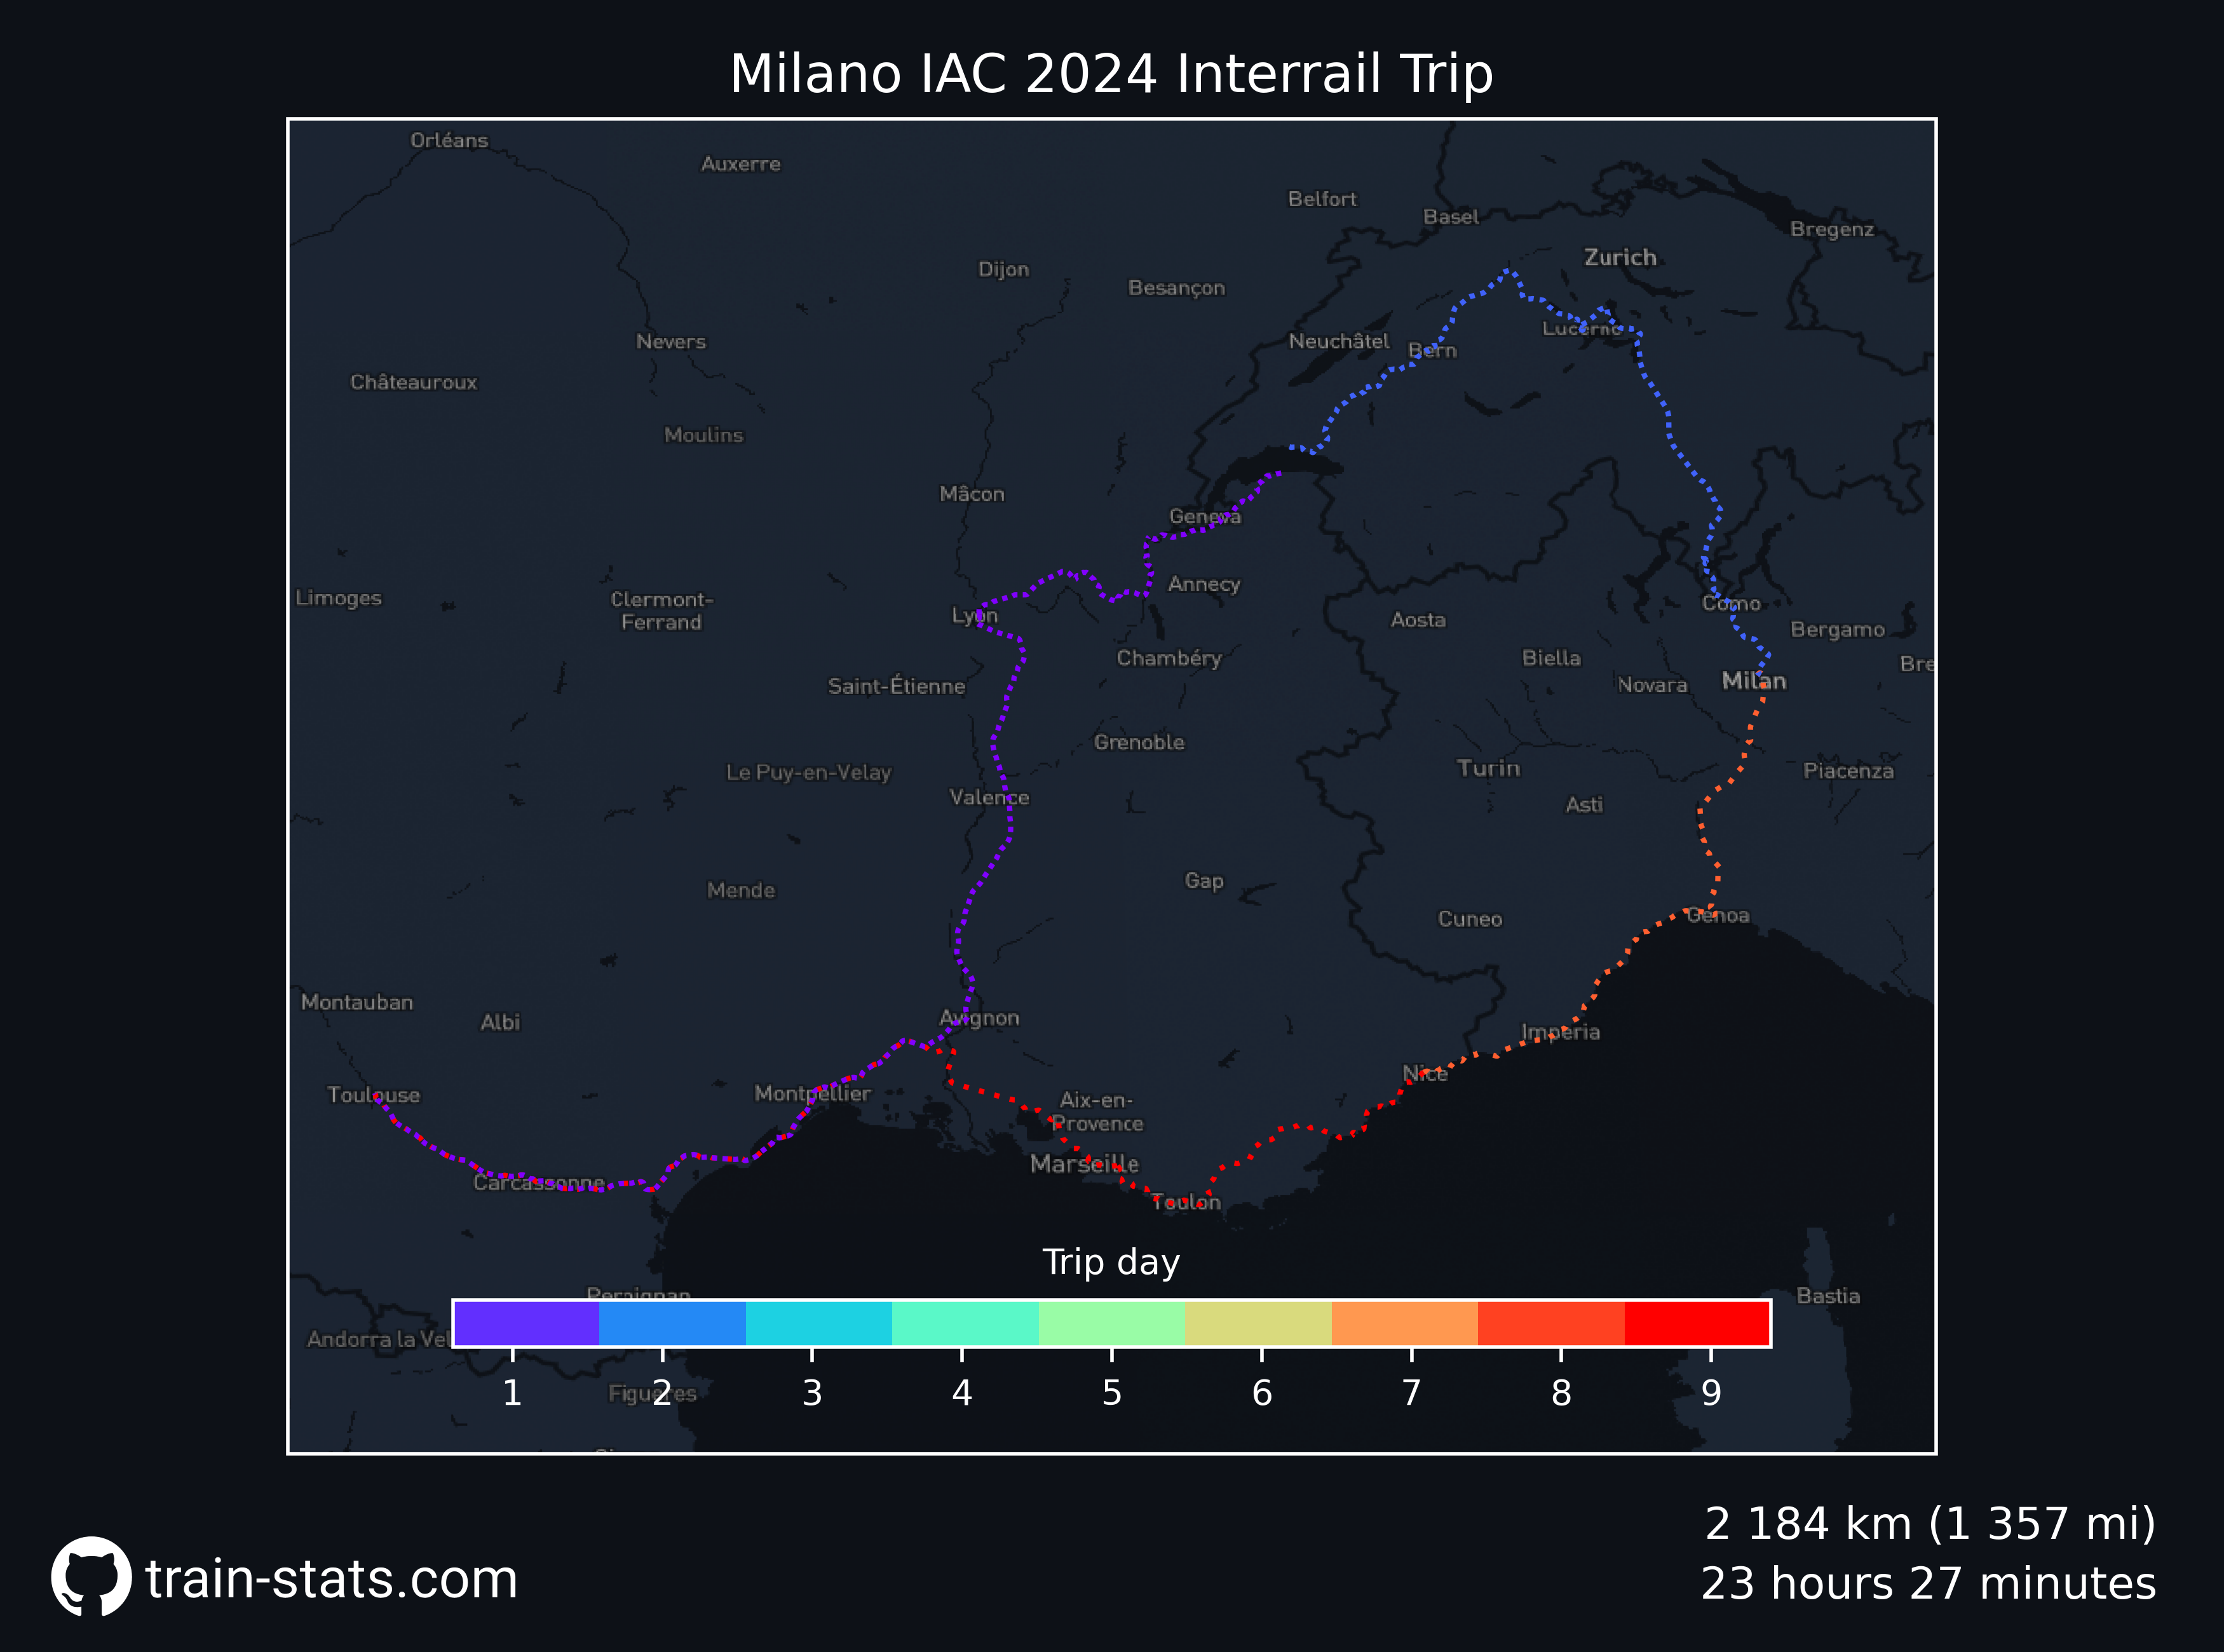 Milano IAC 2024 Interrail Trip
Orléans
Auxerre
Belfort
Basel
Bregenz
Zurich
Dijon
Besançon
Nevers
Neuchâtel
Bern
Lucerne
Châteauroux
Moulins
Mâcon
Geneva
Annecy
Limoges
Clermont-
Ferrand
Lyon
Aosta
Como
Bergamo
Chambéry
Biella
Bre
Saint-Étienne
Novara
Milan
Grenoble
Le Puy-en-Velay
Turin
Piacenza
Valence
Asti
Mende
Gap
Cuneo
Genoa
Montauban
Albi
Avignon
Imperia
Nice
Toulouse
Montpellier
Aix-en-
Provence
Marseille
Carcassonne
Toulon
Trip day
Perpignan
Bastia
Andorra la Vel
Figueres
1 2 3 4 5 6 7 8 9
2 184 km (1 357 mi)
train-stats.com
23 hours 27 minutes